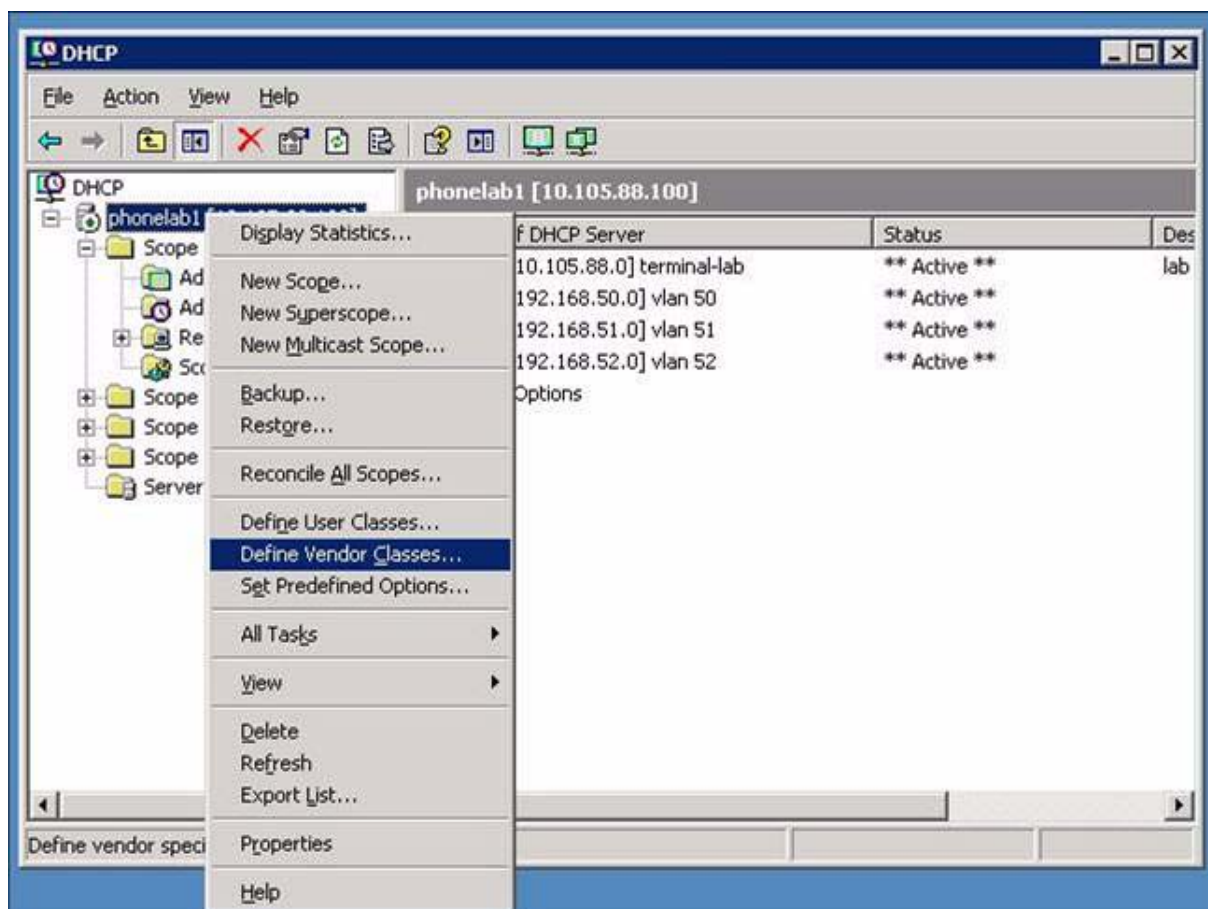 DHCP
File Action View Help
DHCP
phonelab1 [10.105.88.100]
phonelab1
Scope
Ad
Ad
Re
Sco
Scope
Scope
Scope
Server
f DHCP Server Status Des
10.105.88.0] terminal-lab ** Active ** lab
192.168.50.0] vlan 50 ** Active **
192.168.51.0] vlan 51 ** Active **
192.168.52.0] vlan 52 ** Active **
Options
Display Statistics...
New Scope...
New Superscope...
New Multicast Scope...
Backup...
Restore...
Reconcile All Scopes...
Define User Classes...
Define Vendor Classes...
Set Predefined Options...
All Tasks
View
Delete
Refresh
Export List...
Properties
Help
Define vendor speci